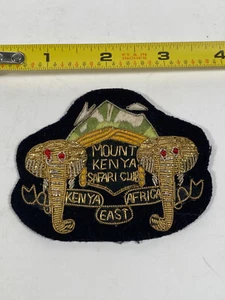 1 2 3 4
MOUNT
KENYA
SAFARI CLUB
KENYA AFRICA
EAST